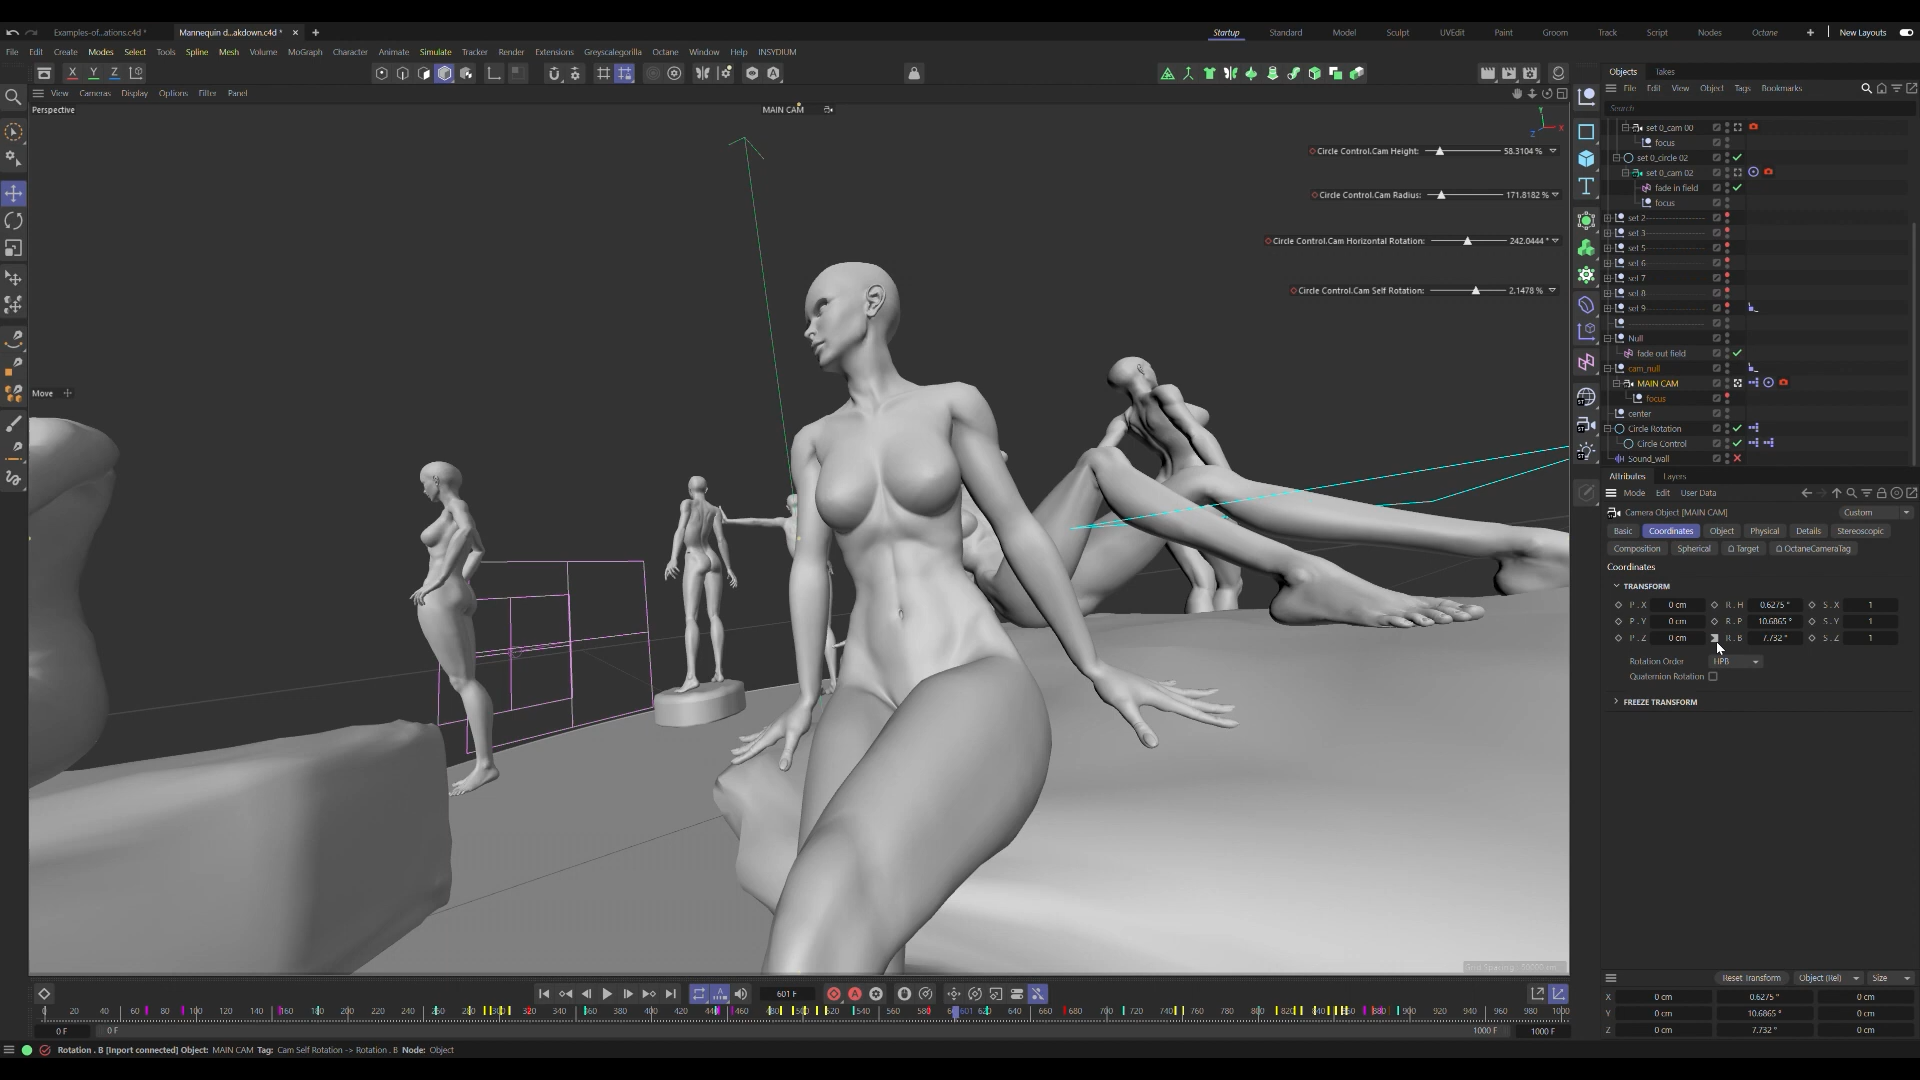 Examples-of...ations.c4d *
Mannequin d...akdown.c4d *
Startup Standard Model Sculpt UVEdit Paint Groom Track Script Nodes Octane New Layouts
File Edit Create Modes Select Tools Spline Mesh Volume MoGraph Character Animate Simulate Tracker Render Extensions Greyscalegorilla Octane Window Help INSYDIUM
X Y Z
Objects Takes
File Edit View Object Tags Bookmarks
Search
View Cameras Display Options Filter Panel
Perspective
MAIN CAM
Circle Control.Cam Height: 58.3104 %
Circle Control.Cam Radius: 171.8182 %
Circle Control.Cam Horizontal Rotation: 242.0444 °
Circle Control.Cam Self Rotation: 2.1478 %
Move
set 0_cam 00
focus
set 0_circle 02
set 0_cam 02
fade in field
focus
set 2
set 3
set 5
set 6
set 7
set 8
set 9
Null
fade out field
cam_null
MAIN CAM
focus
center
Circle Rotation
Circle Control
Sound_wall
Attributes Layers
Mode Edit User Data
Camera Object [MAIN CAM] Custom
Basic Coordinates Object Physical Details Stereoscopic
Composition Spherical Target OctaneCameraTag
Coordinates
TRANSFORM
P . X 0 cm R . H 0.6275 ° S . X 1
P . Y 0 cm R . P 10.6865 ° S . Y 1
P . Z 0 cm R . B 7.732 ° S . Z 1
Rotation Order HPB
Quaternion Rotation
FREEZE TRANSFORM
Reset Transform Object (Rel) Size
X 0 cm 0.6275 ° 0 cm
Y 0 cm 10.6865 ° 0 cm
Z 0 cm 7.732 ° 0 cm
601 F
0 F 0 F 1000 F 1000 F
Rotation . B [Inport connected] Object: MAIN CAM Tag: Cam Self Rotation -> Rotation . B Node: Object